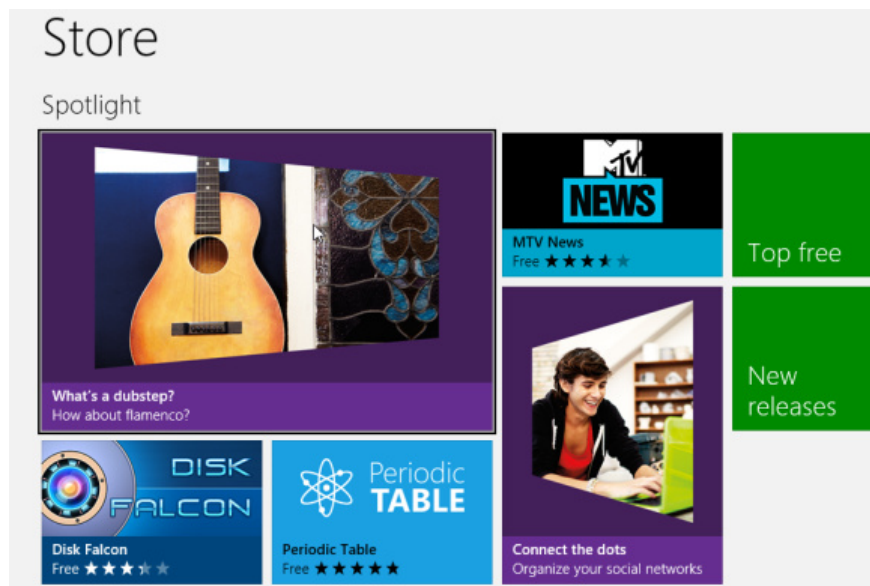 Store
Spotlight
What's a dubstep?
How about flamenco?
MTV
NEWS
MTV News
Free
Top free
New
releases
DISK
FALCON
Disk Falcon
Free
Periodic
TABLE
Periodic Table
Free
Connect the dots
Organize your social networks